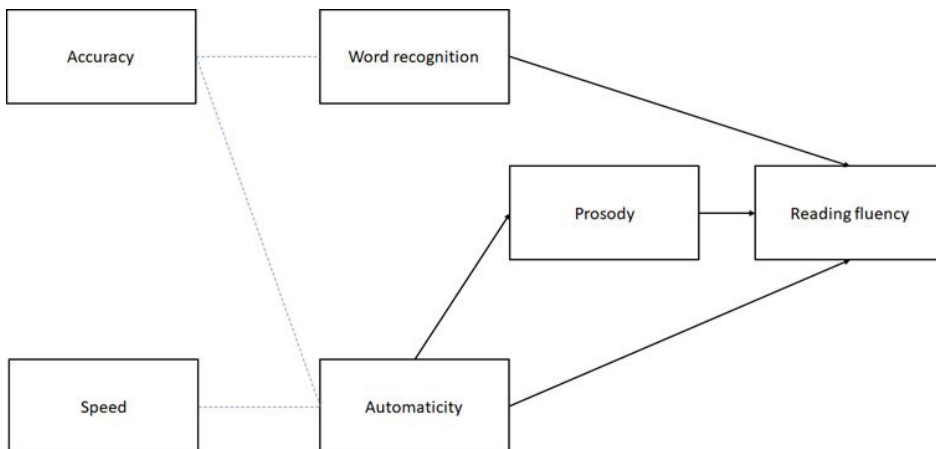 Accuracy
Word recognition
Prosody
Reading fluency
Speed
Automaticity